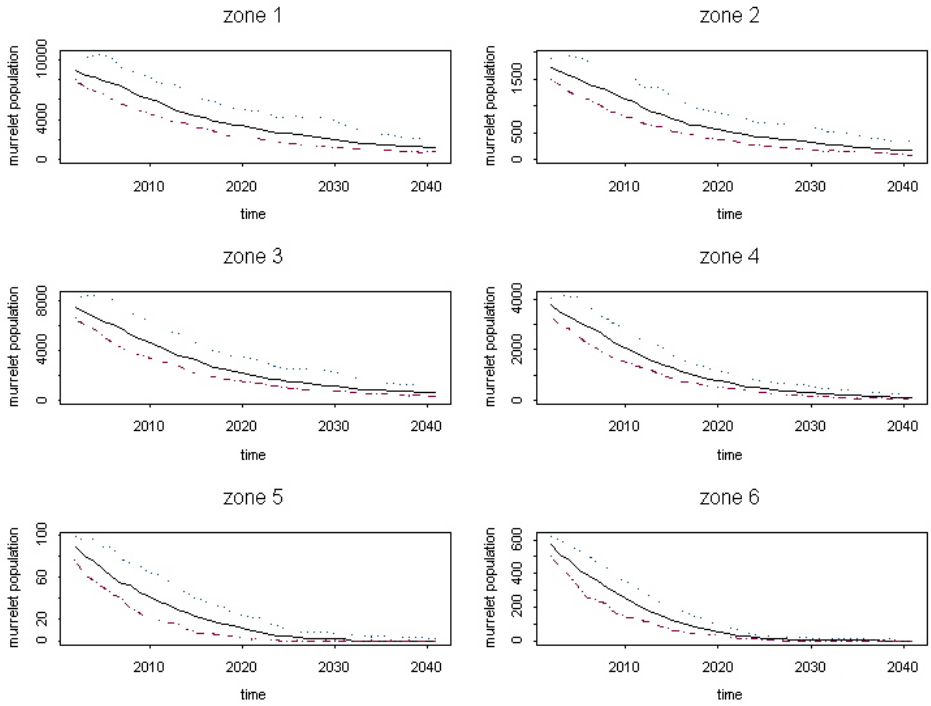 zone 1
murrelet population
0 4000 10000
2010 2020 2030 2040
time
zone 2
murrelet population
0 500 1500
2010 2020 2030 2040
time
zone 3
murrelet population
0 4000 8000
2010 2020 2030 2040
time
zone 4
murrelet population
0 2000 4000
2010 2020 2030 2040
time
zone 5
murrelet population
0 20 60 100
2010 2020 2030 2040
time
zone 6
murrelet population
0 200 400 600
2010 2020 2030 2040
time